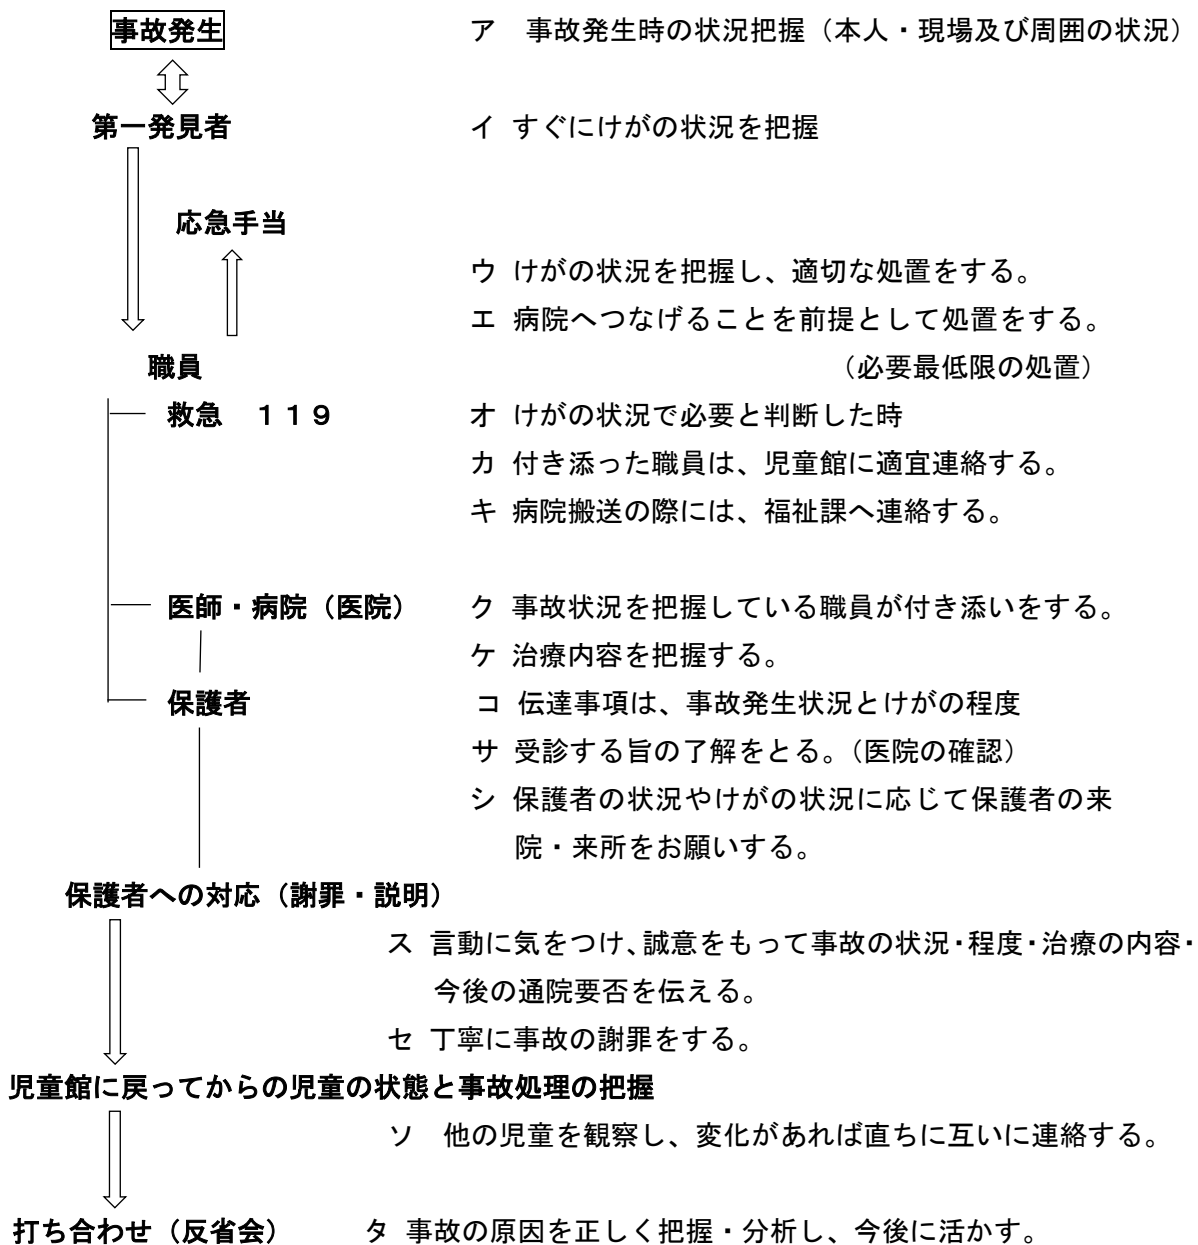 事故発生 ア 事故発生時の状況把握（本人・現場及び周囲の状況）
第一発見者 イ すぐにけがの状況を把握
応急手当
ウ けがの状況を把握し、適切な処置をする。
エ 病院へつなげることを前提として処置をする。
職員 （必要最低限の処置）
救急 １１９ オ けがの状況で必要と判断した時
カ 付き添った職員は、児童館に適宜連絡する。
キ 病院搬送の際には、福祉課へ連絡する。
医師・病院（医院） ク 事故状況を把握している職員が付き添いをする。
ケ 治療内容を把握する。
保護者 コ 伝達事項は、事故発生状況とけがの程度
サ 受診する旨の了解をとる。（医院の確認）
シ 保護者の状況やけがの状況に応じて保護者の来
院・来所をお願いする。
保護者への対応（謝罪・説明）
ス 言動に気をつけ、誠意をもって事故の状況・程度・治療の内容・
今後の通院要否を伝える。
セ 丁寧に事故の謝罪をする。
児童館に戻ってからの児童の状態と事故処理の把握
ソ 他の児童を観察し、変化があれば直ちに互いに連絡する。
打ち合わせ（反省会） タ 事故の原因を正しく把握・分析し、今後に活かす。